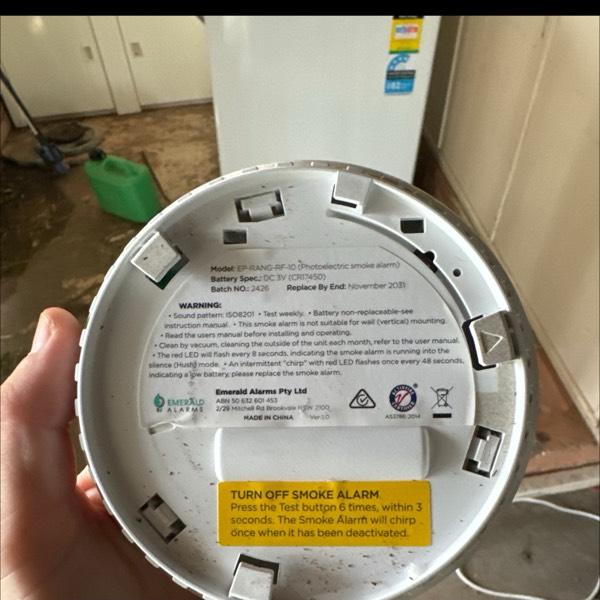 Model: EP-RANG-RF-10 (Photoelectric smoke alarm)
Battery Spec.: DC 3V (CR17450)
Batch NO.: 2426 Replace By End: November 2031
WARNING:
• Sound pattern: ISO8201 • Test weekly. • Battery non-replaceable-see
instruction manual. • This smoke alarm is not suitable for wall (vertical) mounting.
• Read the users manual before installing and operating.
• Clean by vacuum, cleaning the outside of the unit each month, refer to the user manual.
• The red LED will flash every 8 seconds, indicating the smoke alarm is running into the
silence (Hush) mode. • An intermittent "chirp" with red LED flashes once every 48 seconds,
indicating a low battery, please replace the smoke alarm.
EMERALD
ALARMS
Emerald Alarms Pty Ltd
ABN 50 632 601 453
2/29 Mitchell Rd Brookvale NSW 2100
MADE IN CHINA Ver:1.0
AS3786:2014
TURN OFF SMOKE ALARM
Press the Test button 6 times, within 3
seconds. The Smoke Alarm will chirp
once when it has been deactivated.